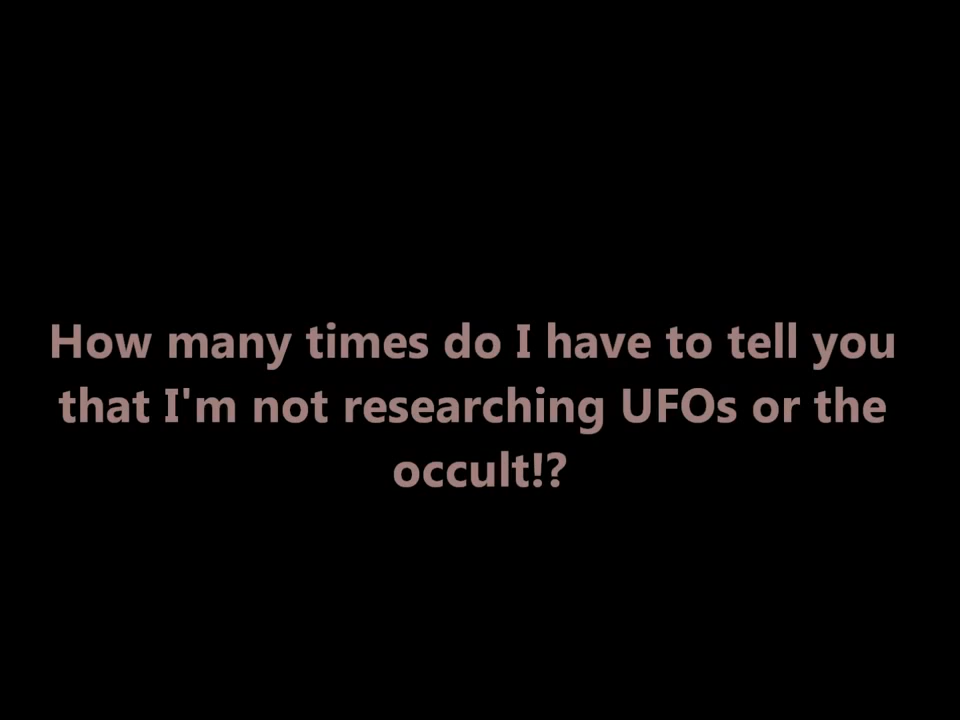 How many times do I have to tell you
that I'm not researching UFOs or the
occult!?